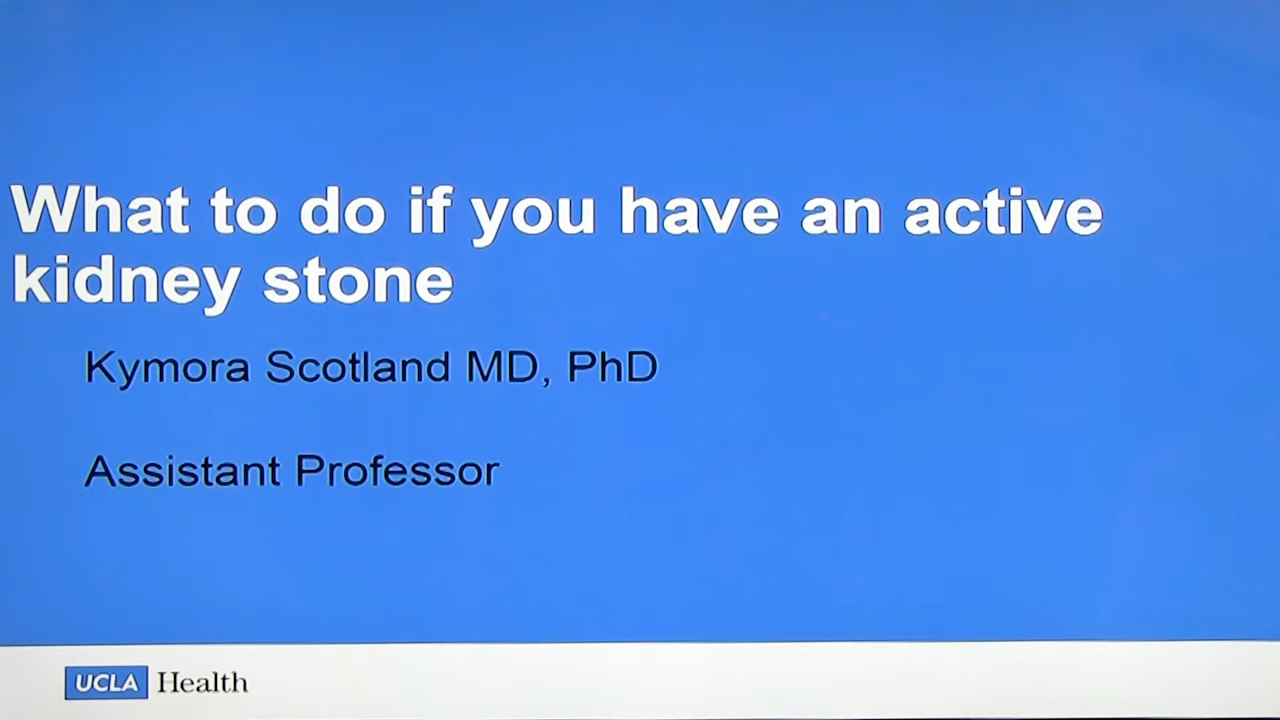 What to do if you have an active
kidney stone
Kymora Scotland MD, PhD
Assistant Professor
UCLA Health